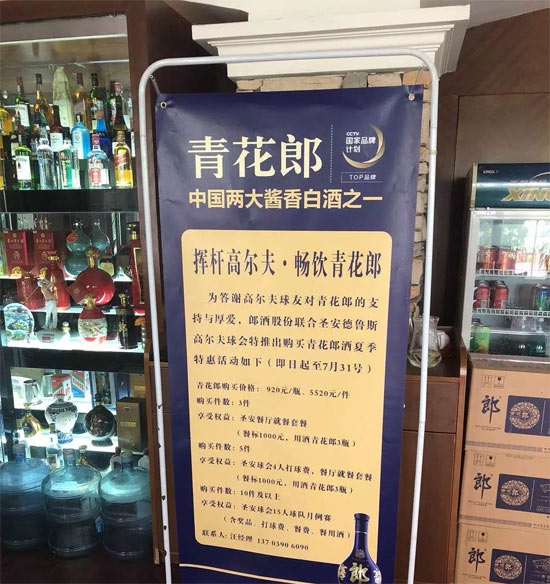 青花郎
CCTV.
国家品牌
计划
TOP品牌
中国两大酱香白酒之一
挥杆高尔夫·畅饮青花郎
为答谢高尔夫球友对青花郎的支
持与厚爱，郎酒股份联合圣安德鲁斯
高尔夫球会特推出购买青花郎酒夏季
特惠活动如下（即日起至7月31号）
青花郎购买价格：920元/瓶、5520元/件
购买件数：3件
享受权益：圣安餐厅就餐套餐
（餐标1000元，用酒青花郎3瓶）
购买件数：5件
享受权益：圣安球会4人打球费，餐厅就餐套餐
（餐标1000元，用酒青花郎3瓶）
购买件数：10件及以上
享受权益：圣安球会15人球队月例赛
（含奖品、打球费、餐费、餐用酒）
联系人：汪经理 137 0390 6090
郎
XING
郎
郎
郎